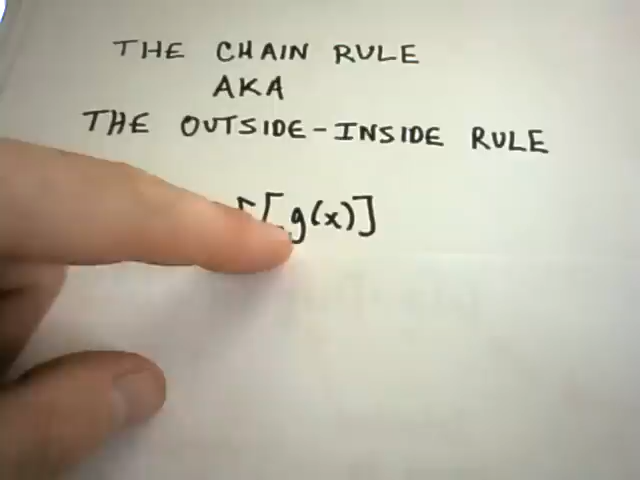 THE CHAIN RULE
AKA
THE OUTSIDE-INSIDE RULE
[g(x)]